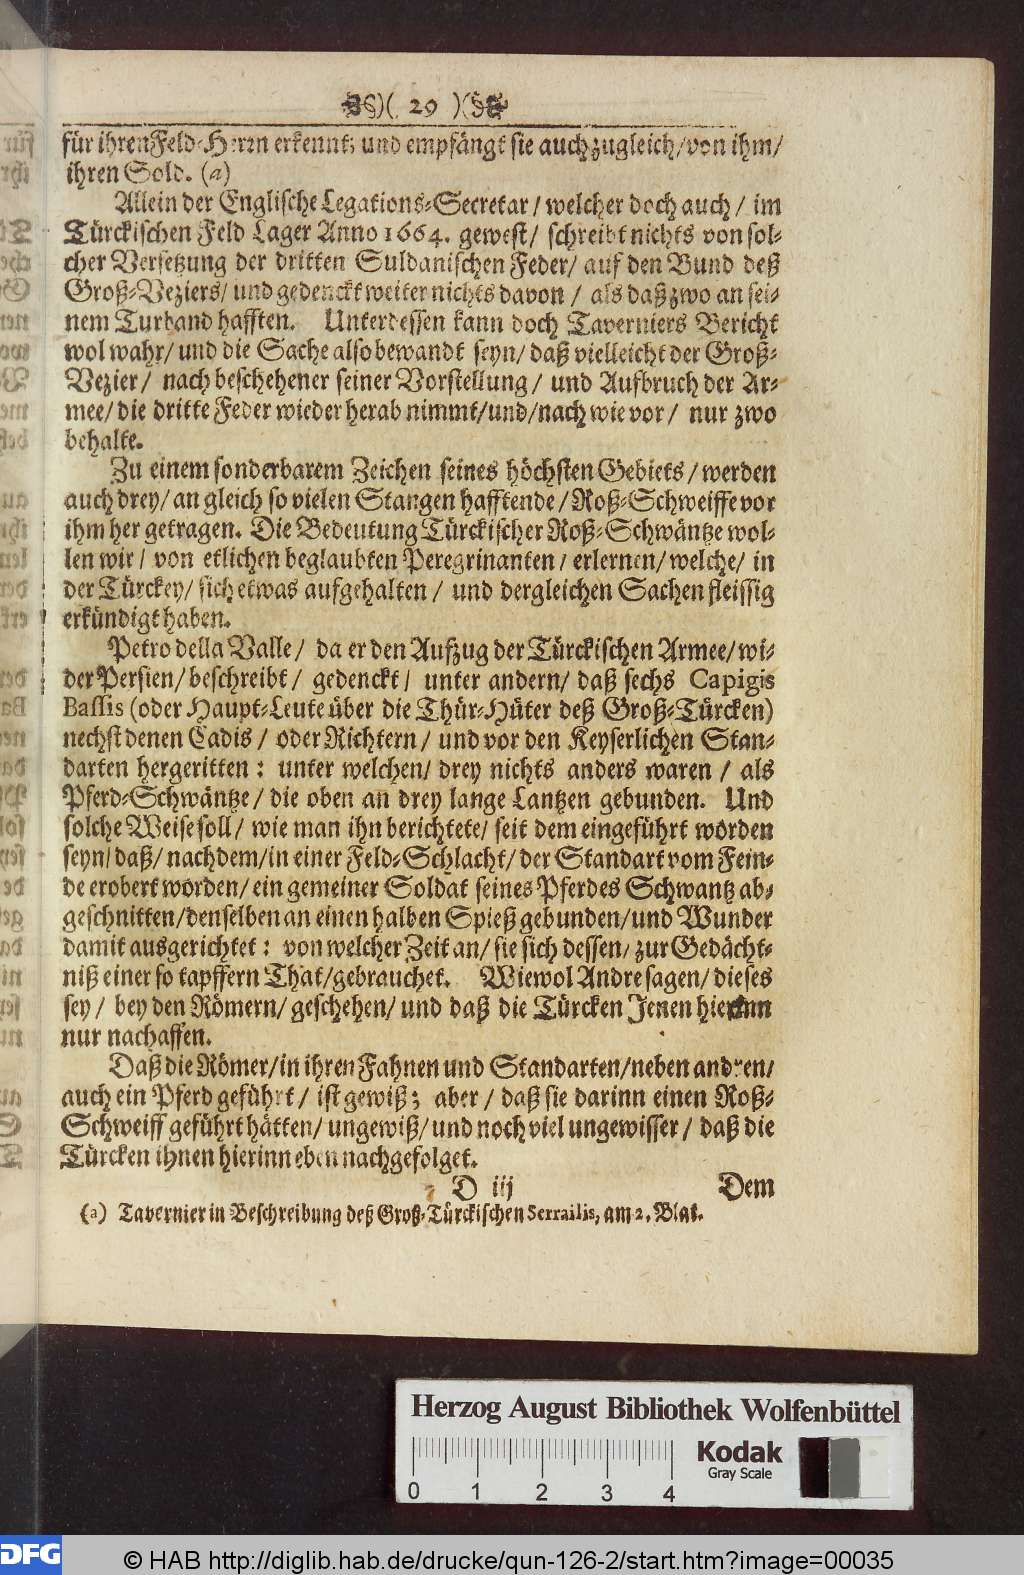 )( 29 )(
für ihren Feld-Herrn erkennt; und empfängt sie auch zugleich/ von ihm/
ihren Sold. (a)
Allein der Englische Legations-Secretar/ welcher doch auch/ im
Türckischen Feld Lager Anno 1664. gewest/ schreibt nichts von sol-
cher Versetzung der dritten Suldanischen Feder/ auf den Bund deß
Groß-Veziers/ und gedenckt weiter nichts davon/ als daß zwo an sei-
nem Turband hafften. Unterdessen kann doch Taverniers Bericht
wol wahr/ und die Sache also bewandt seyn/ daß vielleicht der Groß-
Vezier/ nach beschehener seiner Vorstellung/ und Aufbruch der Ar-
mee/ die dritte Feder wieder herab nimmt/ und/ nach wie vor/ nur zwo
behalte.
Zu einem sonderbarem Zeichen seines höchsten Gebiets/ werden
auch drey/ an gleich so vielen Stangen hafftende/ Roß-Schweiffe vor
ihm her getragen. Die Bedeutung Türckischer Roß-Schwäntze wol-
len wir/ von etlichen beglaubten Peregrinanten/ erlernen/ welche/ in
der Türckey/ sich etwas aufgehalten/ und dergleichen Sachen fleissig
erkündigt haben.
Petro della Valle/ da er den Aufzug der Türckischen Armee/ wi-
der Persien/ beschreibt/ gedenckt/ unter andern/ daß sechs Capigis
Bassis (oder Haupt-Leute über die Thür-Hüter deß Groß-Türcken)
nechst denen Cadis/ oder Richtern/ und vor den Keyserlichen Stan-
darten hergeritten: unter welchen/ drey nichts anders waren/ als
Pferd-Schwäntze/ die oben an drey lange Lantzen gebunden. Und
solche Weise soll/ wie man ihn berichtete/ seit dem eingeführt worden
seyn/ daß/ nachdem/ in einer Feld-Schlacht/ der Standart vom Fein-
de erobert worden/ ein gemeiner Soldat seines Pferdes Schwantz ab-
geschnitten/ denselben an einen halben Spieß gebunden/ und Wunder
damit ausgerichtet: von welcher Zeit an/ sie sich dessen/ zur Gedächt-
niß einer so tapffern That/ gebrauchet. Wiewol Andre sagen/ dieses
sey/ bey den Römern/ geschehen/ und daß die Türcken Jenen hierinn
nur nachaffen.
Daß die Römer/ in ihren Fahnen und Standarten/ neben andren/
auch ein Pferd geführt/ ist gewiß; aber/ daß sie darinn einen Roß-
Schweiff geführt hätten/ ungewiß/ und noch viel ungewisser/ daß die
Türcken ihnen hierinn eben nachgefolget.
D iij Dem
(a) Tavernier in Beschreibung deß Groß-Türckischen Serrailis, am 2. Blat.
Herzog August Bibliothek Wolfenbüttel
Kodak
Gray Scale
0 1 2 3 4
DFG © HAB http://diglib.hab.de/drucke/qun-126-2/start.htm?image=00035